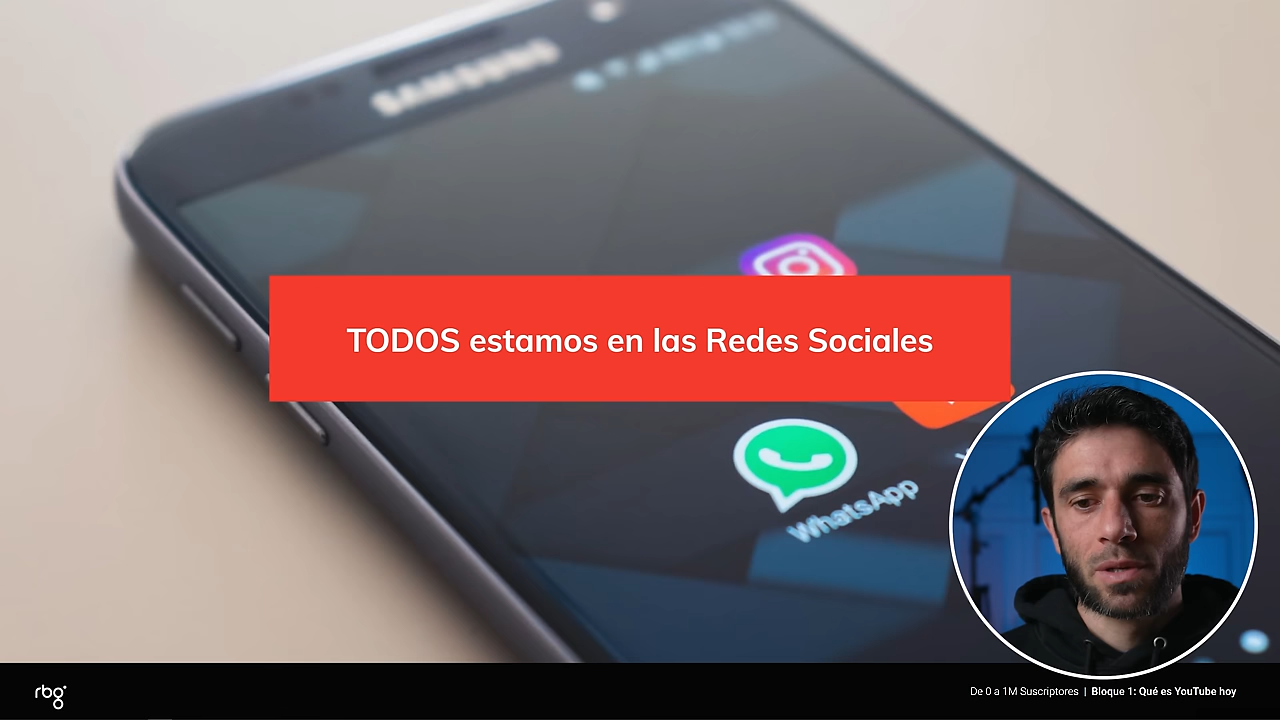 SAMSUNG
TODOS estamos en las Redes Sociales
WhatsApp
rbg
De 0 a 1M Suscriptores | Bloque 1: Qué es YouTube hoy